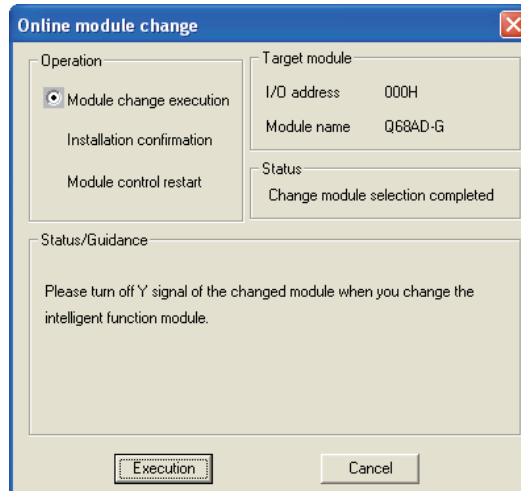 Online module change
Operation
Module change execution
Installation confirmation
Module control restart
Target module
I/O address 000H
Module name Q68AD-G
Status
Change module selection completed
Status/Guidance
Please turn off Y signal of the changed module when you change the
intelligent function module.
Execution
Cancel